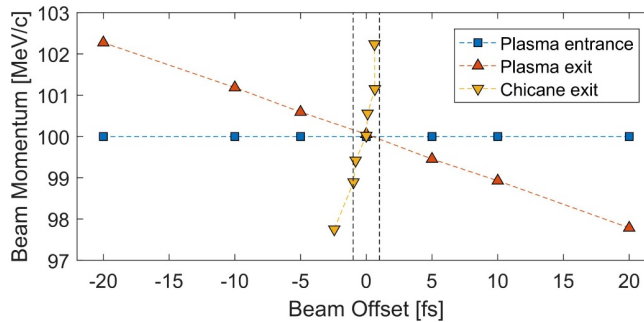 103
102
101
100
99
98
97
Beam Momentum [MeV/c]
Plasma entrance
Plasma exit
Chicane exit
-20 -15 -10 -5 0 5 10 15 20
Beam Offset [fs]